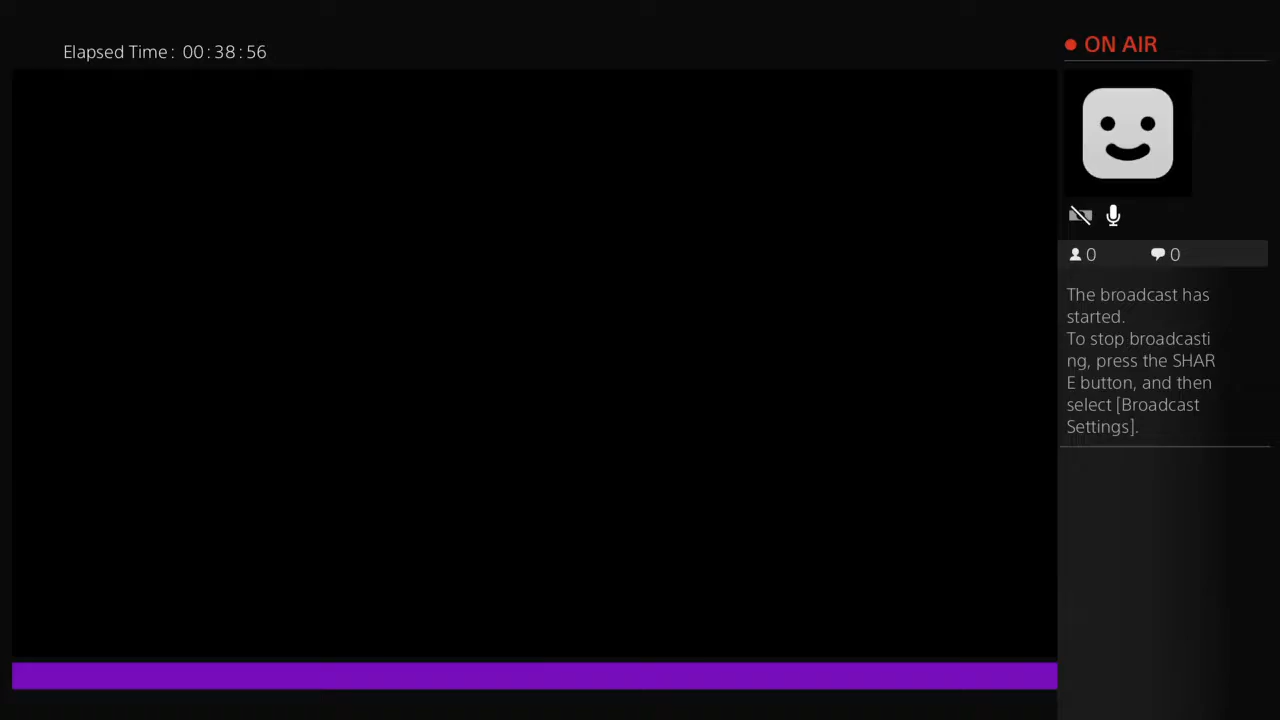 Elapsed Time: 00:38:56
ON AIR
0 0
The broadcast has
started.
To stop broadcasti
ng, press the SHAR
E button, and then
select [Broadcast
Settings].